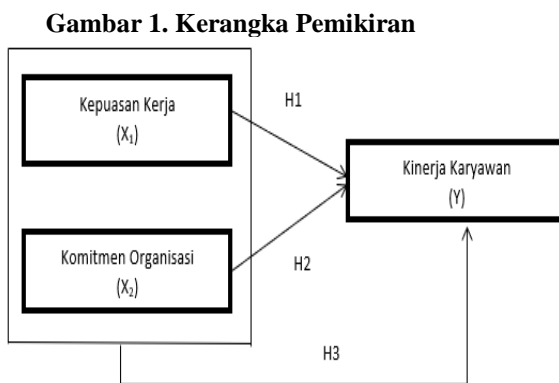 Gambar 1. Kerangka Pemikiran
Kepuasan Kerja
(X₁)
H1
Kinerja Karyawan
(Y)
Komitmen Organisasi
(X₂)
H2
H3